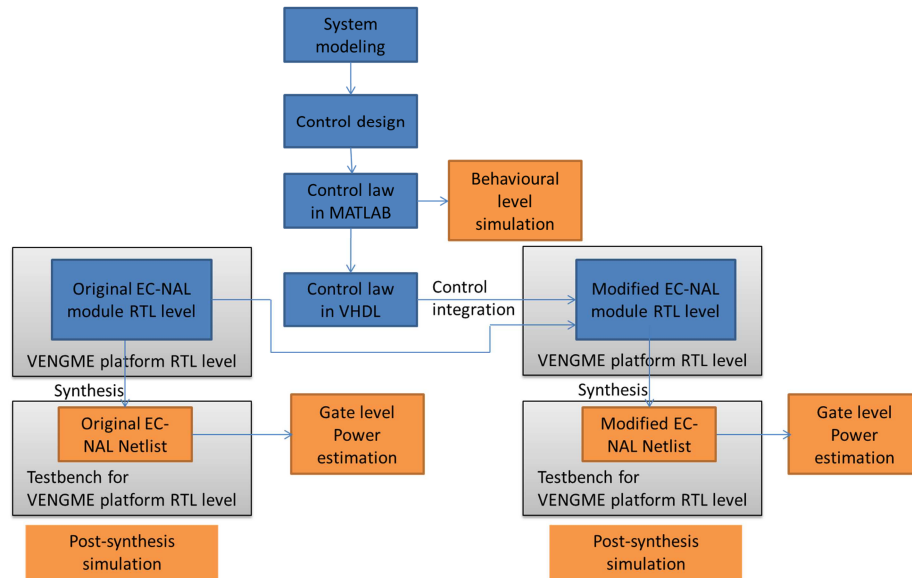 System
modeling
Control design
Control law
in MATLAB
Behavioural
level
simulation
Original EC-NAL
module RTL level
VENGME platform RTL level
Control law
in VHDL
Control
integration
Modified EC-NAL
module RTL level
VENGME platform RTL level
Synthesis
Original EC-
NAL Netlist
Testbench for
VENGME platform RTL level
Gate level
Power
estimation
Synthesis
Modified EC-
NAL Netlist
Testbench for
VENGME platform RTL level
Gate level
Power
estimation
Post-synthesis
simulation
Post-synthesis
simulation